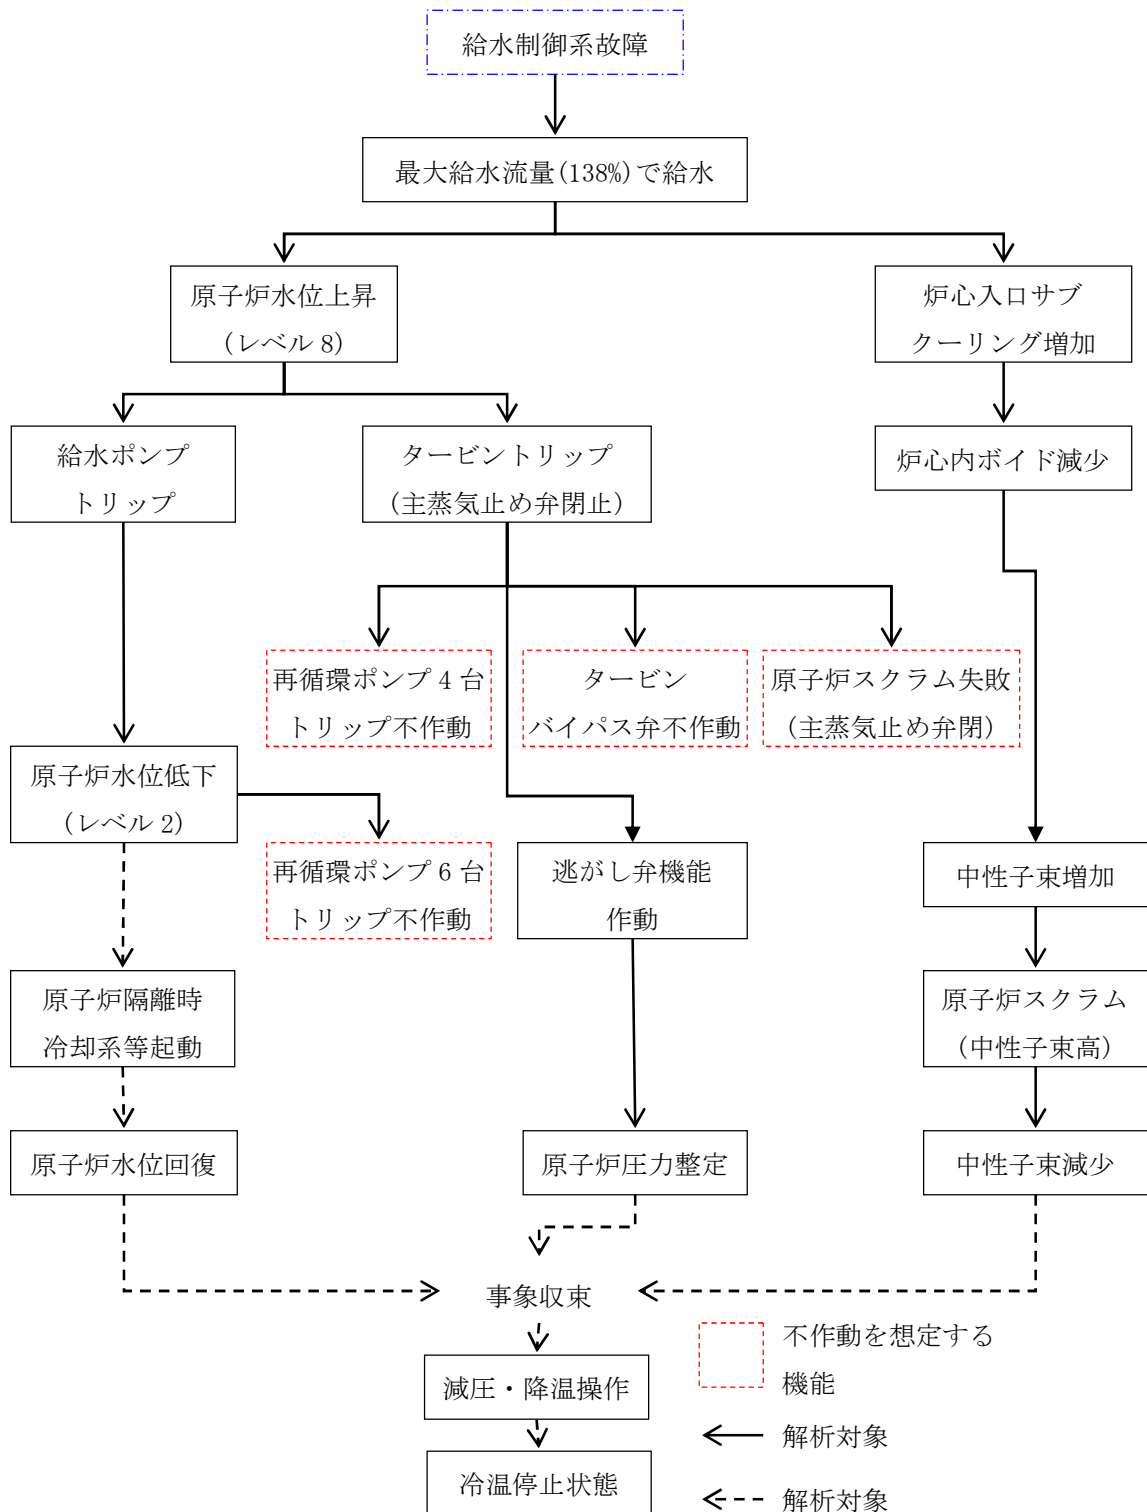 給水制御系故障
最大給水流量(138%)で給水
原子炉水位上昇
(レベル 8)
炉心入口サブ
クーリング増加
給水ポンプ
トリップ
タービントリップ
(主蒸気止め弁閉止)
炉心内ボイド減少
再循環ポンプ 4 台
トリップ不作動
タービン
バイパス弁不作動
原子炉スクラム失敗
(主蒸気止め弁閉)
原子炉水位低下
(レベル 2)
再循環ポンプ 6 台
トリップ不作動
逃がし弁機能
作動
中性子束増加
原子炉隔離時
冷却系等起動
原子炉スクラム
(中性子束高)
原子炉水位回復
原子炉圧力整定
中性子束減少
事象収束
減圧・降温操作
冷温停止状態
不作動を想定する
機能
解析対象
解析対象